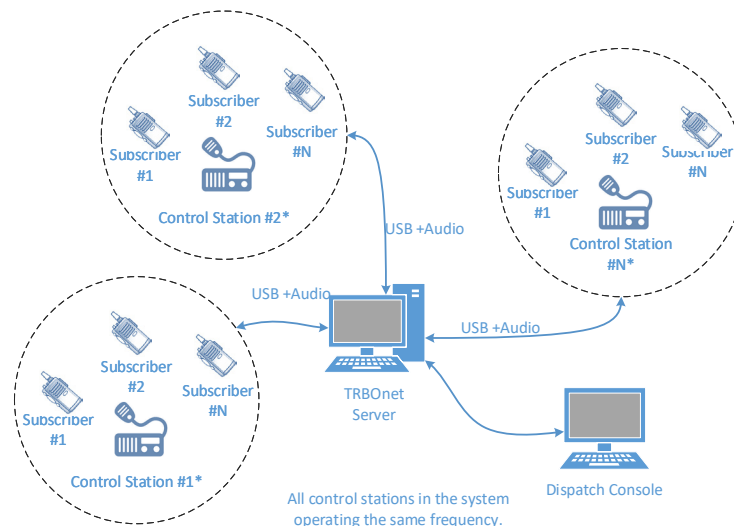 Subscriber
#2
Subscriber
#1
Subscriber
#N
Control Station #2*
USB +Audio
Subscriber
#2
Subscriber
#N
Subscriber
#1
Control Station
#N*
USB +Audio
USB +Audio
Subscriber
#2
Subscriber
#N
Subscriber
#1
Control Station #1*
TRBOnet
Server
Dispatch Console
All control stations in the system
operating the same frequency.